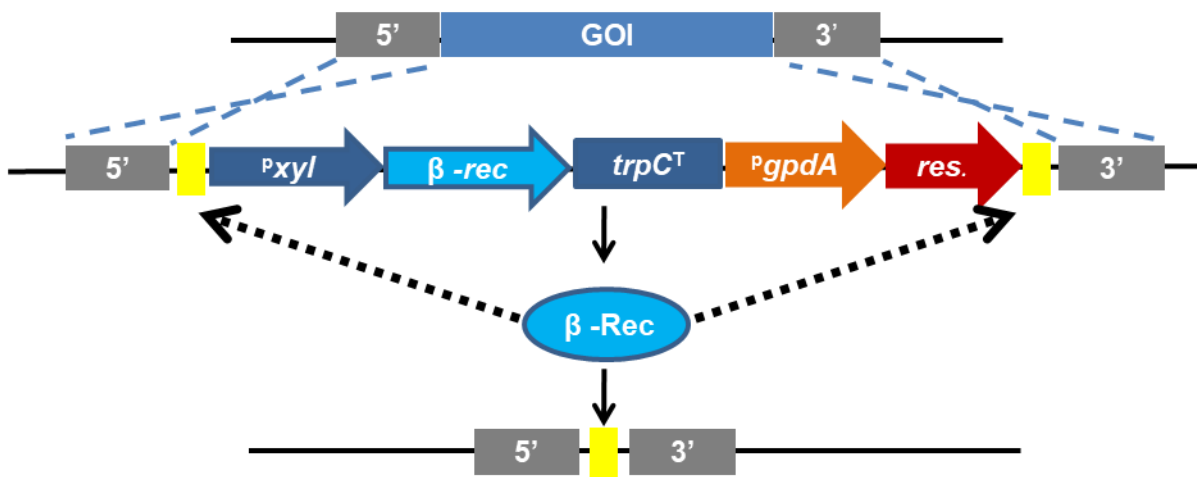 5’ GOI 3’
5’ ᵖxyl β -rec trpCᵀ ᵖgpdA res. 3’
β -Rec
5’ 3’